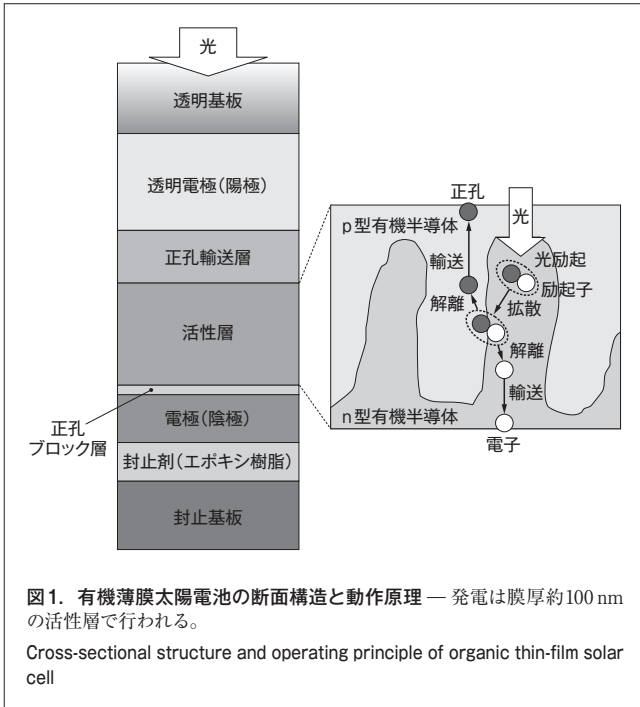 光
透明基板
透明電極(陽極)
正孔輸送層
活性層
正孔
ブロック層
電極(陰極)
封止剤(エポキシ樹脂)
封止基板
正孔
光
p型有機半導体
輸送
光励起
励起子
解離
拡散
解離
輸送
n型有機半導体
電子
図1. 有機薄膜太陽電池の断面構造と動作原理 — 発電は膜厚約100 nm
の活性層で行われる。
Cross-sectional structure and operating principle of organic thin-film solar
cell